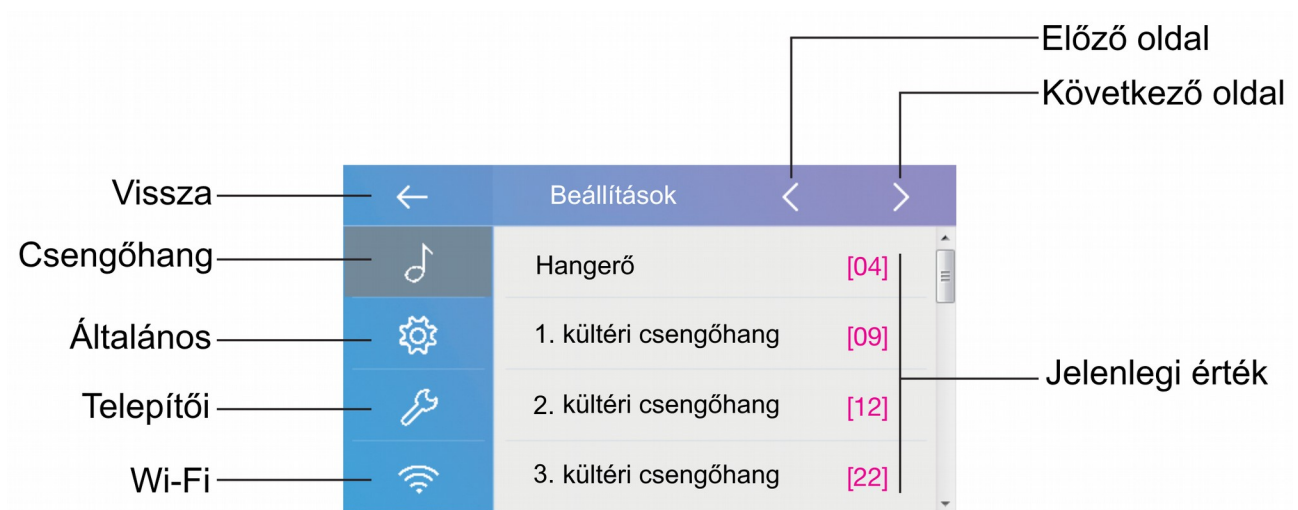 Előző oldal
Következő oldal
Vissza
Beállítások
Csengőhang
Hangerő [04]
Általános
1. kültéri csengőhang [09]
Jelenlegi érték
Telepítői
2. kültéri csengőhang [12]
Wi-Fi
3. kültéri csengőhang [22]